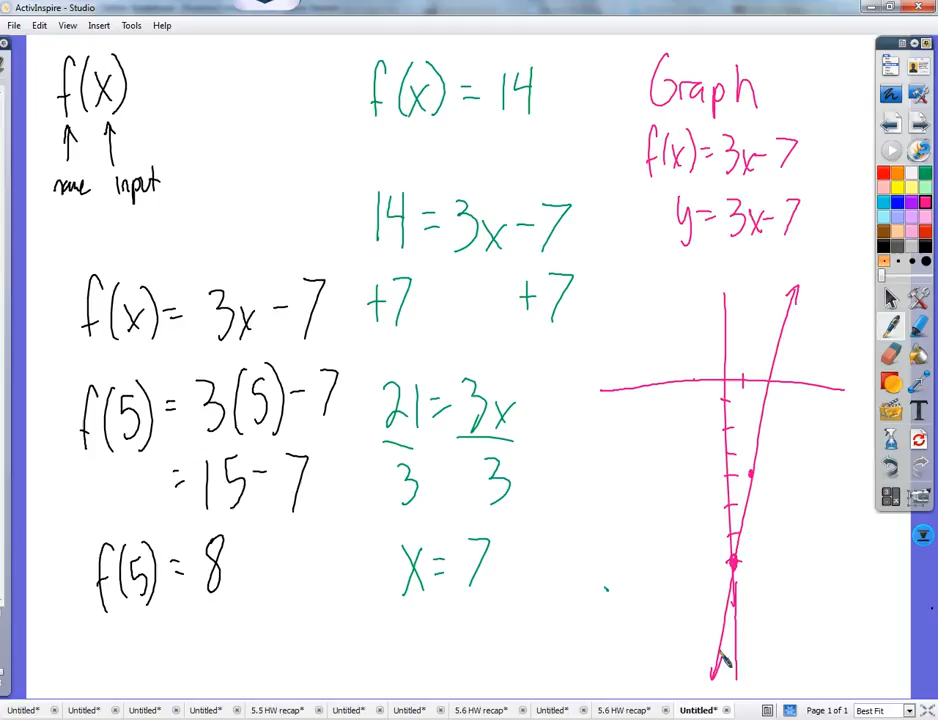 ActivInspire - Studio
File Edit View Insert Tools Help
f(x)
name input
f(x) = 3x - 7
f(5) = 3(5) - 7
= 15 - 7
f(5) = 8
f(x) = 14
14 = 3x - 7
+7 +7
21 = 3x
3 3
x = 7
Graph
f(x) = 3x - 7
y = 3x - 7
T
Untitled* Untitled* Untitled* Untitled* 5.5 HW recap* Untitled* 5.6 HW recap* Untitled* 5.6 HW recap* Untitled* Page 1 of 1 Best Fit